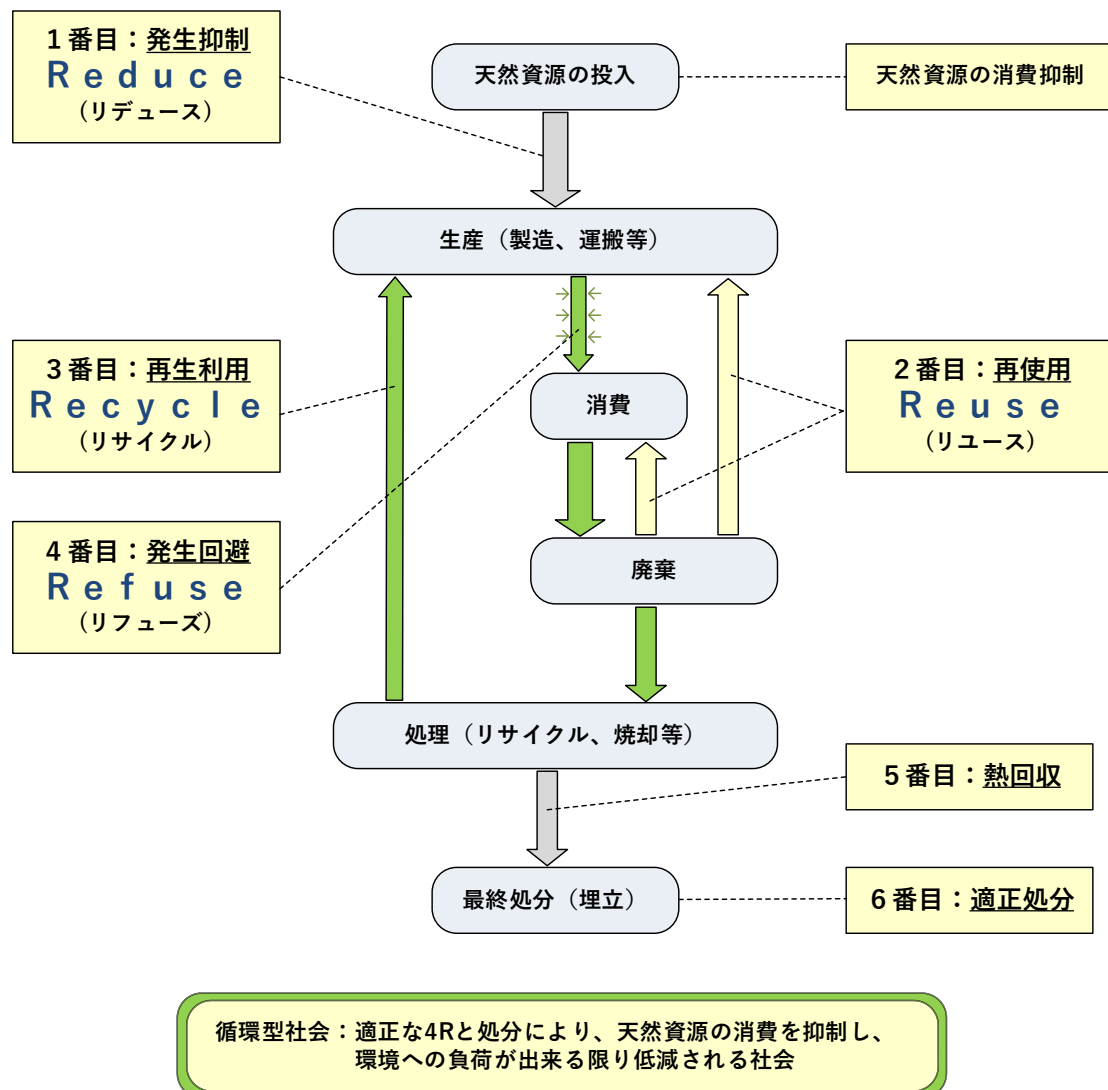 1番目：発生抑制
Ｒｅｄｕｃｅ
（リデュース）
天然資源の投入
天然資源の消費抑制
生産（製造、運搬等）
3番目：再生利用
Ｒｅｃｙｃｌｅ
（リサイクル）
消費
2番目：再使用
Ｒｅｕｓｅ
（リユース）
4番目：発生回避
Ｒｅｆｕｓｅ
（リフューズ）
廃棄
処理（リサイクル、焼却等）
5番目：熱回収
最終処分（埋立）
6番目：適正処分
循環型社会：適正な4Rと処分により、天然資源の消費を抑制し、
環境への負荷が出来る限り低減される社会